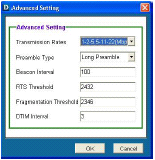 Advanced Setting
Advanced Setting
Transmission Rates 1-2-5.5-11-22(Mbp
Preamble Type Long Preamble
Beacon Interval 100
RTS Threshold 2432
Fragmentation Threshold 2346
DTIM Interval 3
OK Cancel